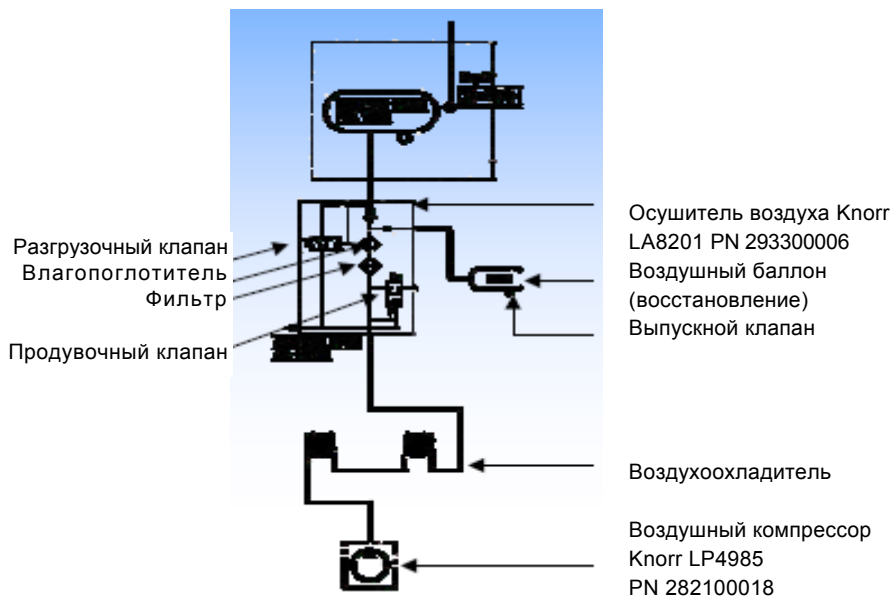 Разгрузочный клапан
Влагопоглотитель
Фильтр
Продувочный клапан
Осушитель воздуха Knorr
LA8201 PN 293300006
Воздушный баллон
(восстановление)
Выпускной клапан
Воздухоохладитель
Воздушный компрессор
Knorr LP4985
PN 282100018